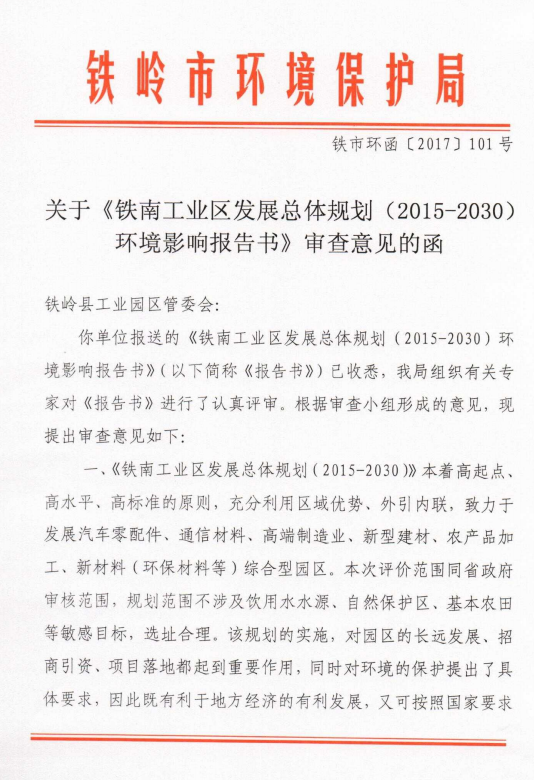 铁岭市环境保护局
铁市环函〔2017〕101号
关于《铁南工业区发展总体规划（2015-2030）
环境影响报告书》审查意见的函
铁岭县工业园区管委会：
你单位报送的《铁南工业区发展总体规划（2015-2030）环
境影响报告书》（以下简称《报告书》）已收悉，我局组织有关专
家对《报告书》进行了认真评审。根据审查小组形成的意见，现
提出审查意见如下：
一、《铁南工业区发展总体规划（2015-2030）》本着高起点、
高水平、高标准的原则，充分利用区域优势、外引内联，致力于
发展汽车零配件、通信材料、高端制造业、新型建材、农产品加
工、新材料（环保材料等）综合型园区。本次评价范围同省政府
审核范围，规划范围不涉及饮用水水源、自然保护区、基本农田
等敏感目标，选址合理。该规划的实施，对园区的长远发展、招
商引资、项目落地都起到重要作用，同时对环境的保护提出了具
体要求，因此既有利于地方经济的有利发展，又可按照国家要求